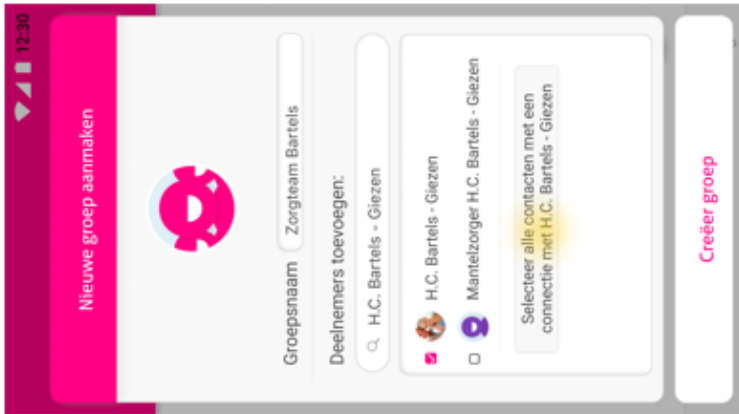 12:30
Nieuwe groep aanmaken
Groepsnaam Zorgteam Bartels
Deelnemers toevoegen:
H.C. Bartels - Giezen
H.C. Bartels - Giezen
Mantelzorger H.C. Bartels - Giezen
Selecteer alle contacten met een
connectie met H.C. Bartels - Giezen
Creëer groep